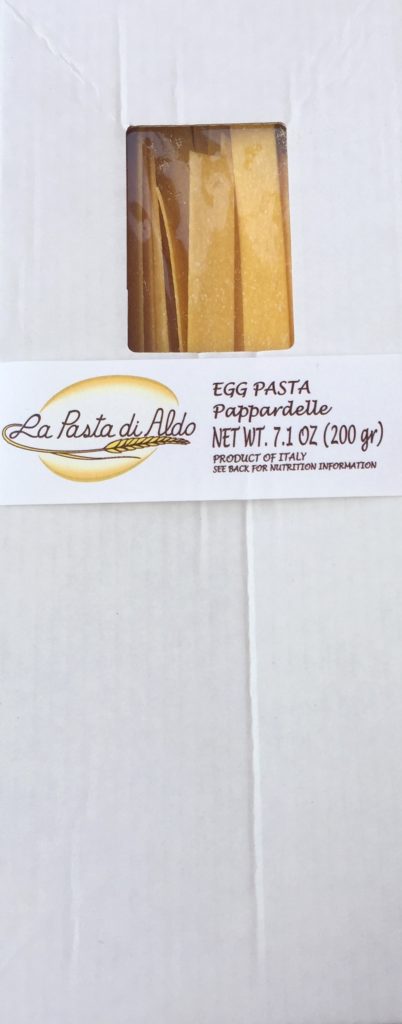 La Pasta di Aldo
EGG PASTA
Pappardelle
NET WT. 7.1 OZ (200 gr)
PRODUCT OF ITALY
SEE BACK FOR NUTRITION INFORMATION